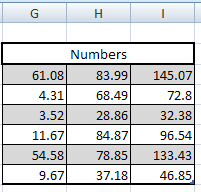 G H I
Numbers
61.08 83.99 145.07
4.31 68.49 72.8
3.52 28.86 32.38
11.67 84.87 96.54
54.58 78.85 133.43
9.67 37.18 46.85